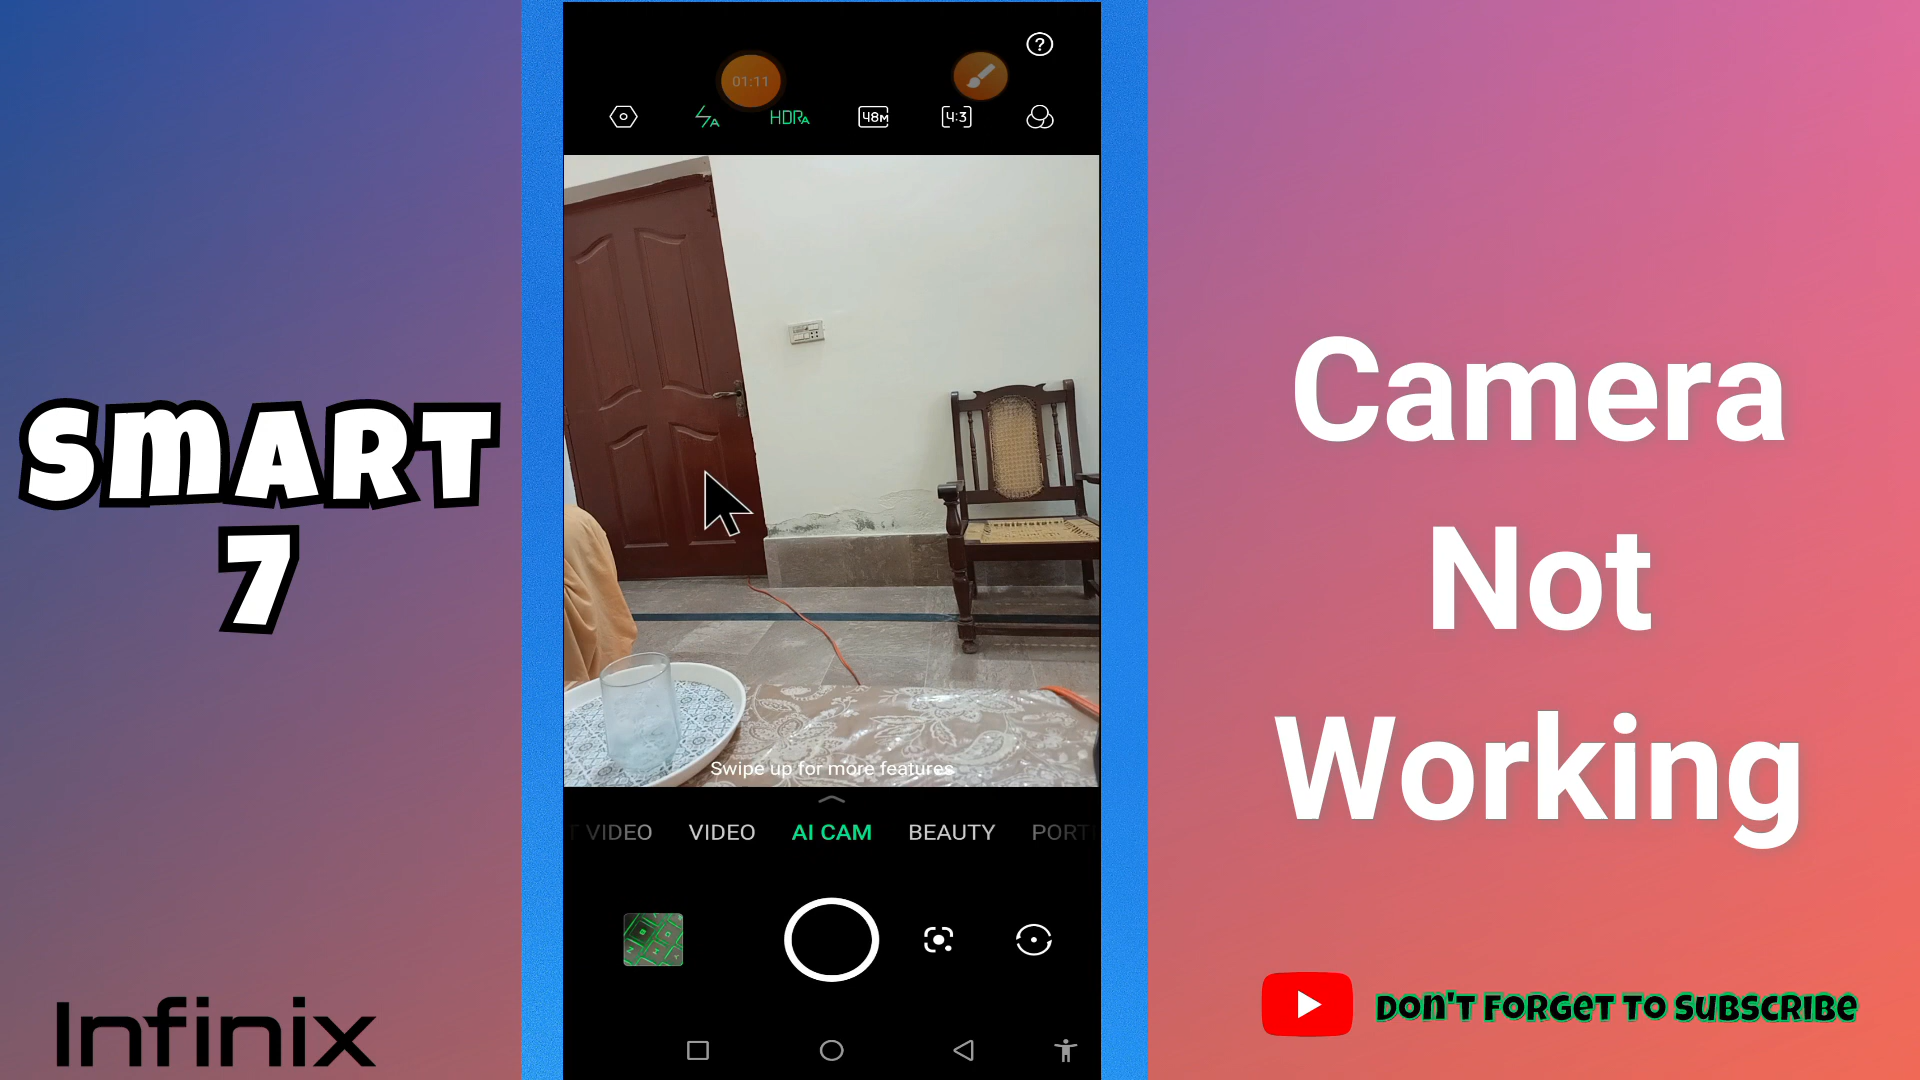 SMART
7
Infinix
01:11
HDRA
48M
4:3
Swipe up for more features
T VIDEO
VIDEO
AI CAM
BEAUTY
PORT
Camera
Not
Working
DON'T FORGET TO SUBSCRIBE